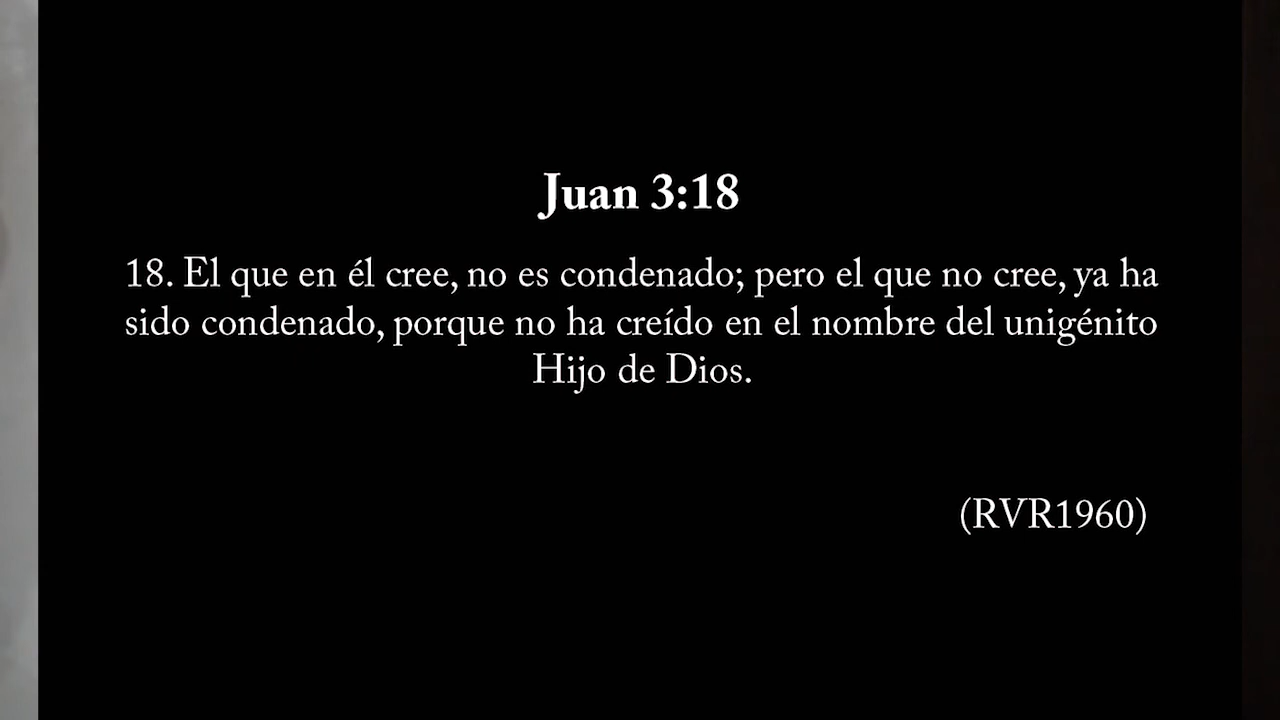 Juan 3:18
18. El que en él cree, no es condenado; pero el que no cree, ya ha
sido condenado, porque no ha creído en el nombre del unigénito
Hijo de Dios.
(RVR1960)